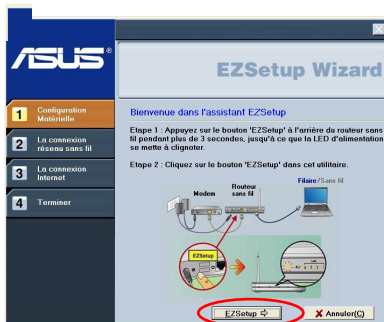 ASUS®
EZSetup Wizard
1 Configuration
Matérielle
2 La connexion
réseau sans fil
3 La connexion
Internet
4 Terminer
Bienvenue dans l'assistant EZSetup
Etape 1 : Appuyez sur le bouton 'EZSetup' à l'arrière du routeur sans
fil pendant plus de 3 secondes, jusqu'à ce que la LED d'alimentation
se mette à clignoter.
Etape 2 : Cliquez sur le bouton 'EZSetup' dans cet utilitaire.
Filaire/Sans fil
Modem
Routeur
sans fil
EZSetup
EZSetup
Annuler(C)